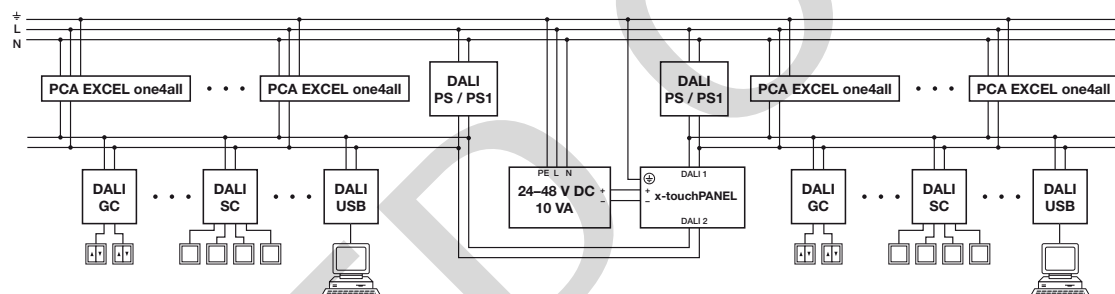 L
N
PCA EXCEL one4all
• • •
PCA EXCEL one4all
DALI
PS / PS1
DALI
PS / PS1
PCA EXCEL one4all
• • •
PCA EXCEL one4all
DALI
GC
• • •
DALI
SC
• • •
DALI
USB
PE L N
24–48 V DC
10 VA
+
–
DALI 1
+
–
x-touchPANEL
DALI 2
DALI
GC
• • •
DALI
SC
• • •
DALI
USB